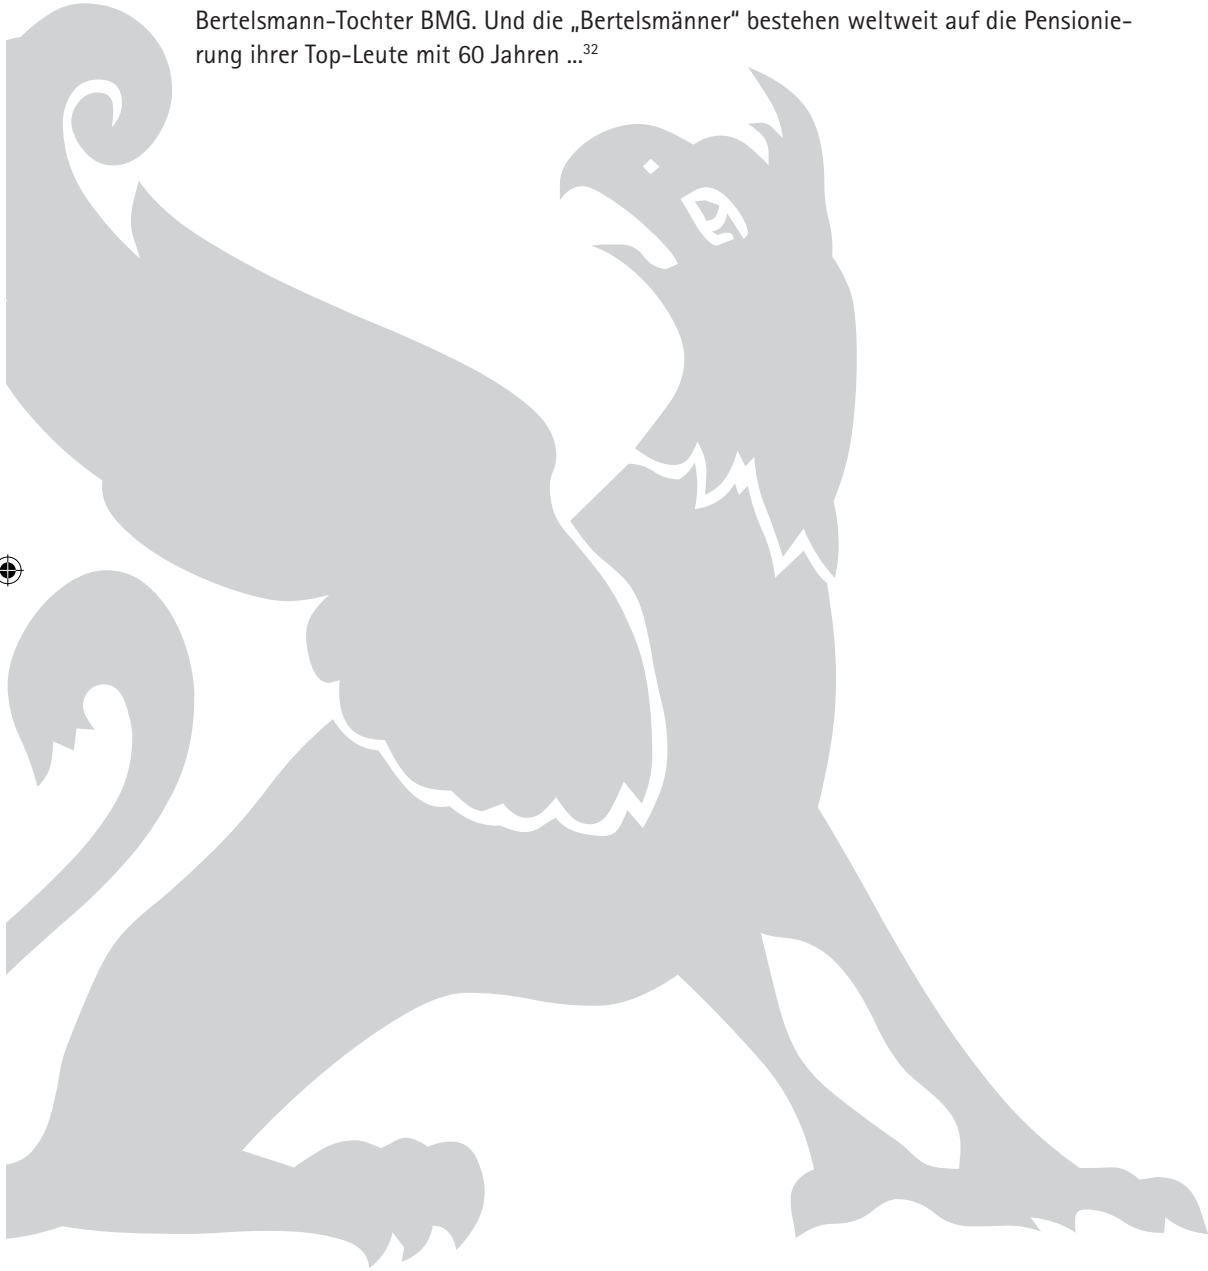 Bertelsmann-Tochter BMG. Und die „Bertelsmänner“ bestehen weltweit auf die Pensionie-
rung ihrer Top-Leute mit 60 Jahren ...32